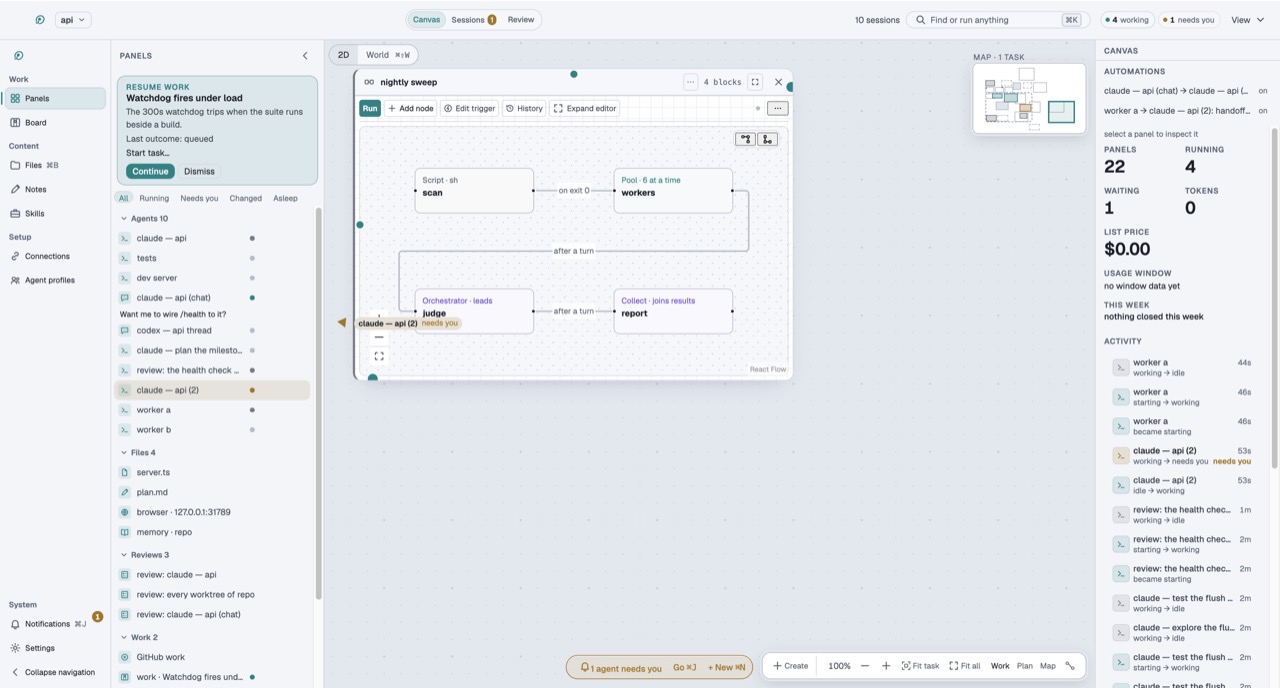 api
Canvas
Sessions 1
Review
10 sessions
Find or run anything ⌘K
4 working
1 needs you
View
Work
Panels
Board
Content
Files ⌘B
Notes
Skills
Setup
Connections
Agent profiles
System
Notifications ⌘J 1
Settings
Collapse navigation
PANELS
RESUME WORK
Watchdog fires under load
The 300s watchdog trips when the suite runs
beside a build.
Last outcome: queued
Start task…
Continue
Dismiss
All Running Needs you Changed Asleep
Agents 10
claude — api
tests
dev server
claude — api (chat)
Want me to wire /health to it?
codex — api thread
claude — plan the milesto…
review: the health check …
claude — api (2)
worker a
worker b
Files 4
server.ts
plan.md
browser · 127.0.0.1:31789
memory · repo
Reviews 3
review: claude — api
review: every worktree of repo
review: claude — api (chat)
Work 2
GitHub work
work · Watchdog fires und…
2D
World ⌘⇧W
nightly sweep
4 blocks
Run
Add node
Edit trigger
History
Expand editor
Script · sh
scan
on exit 0
Pool · 6 at a time
workers
after a turn
Orchestrator · leads
judge
after a turn
Collect · joins results
report
claude — api (2) needs you
React Flow
MAP · 1 TASK
1 agent needs you Go ⌘J + New ⌘N
Create
100%
Fit task
Fit all
Work
Plan
Map
CANVAS
AUTOMATIONS
claude — api (chat) → claude — api (… on
worker a → claude — api (2): handoff… on
select a panel to inspect it
PANELS
22
RUNNING
4
WAITING
1
TOKENS
0
LIST PRICE
$0.00
USAGE WINDOW
no window data yet
THIS WEEK
nothing closed this week
ACTIVITY
worker a 44s
working → idle
worker a 46s
starting → working
worker a 46s
became starting
claude — api (2) 53s
working → needs you needs you
claude — api (2) 53s
idle → working
review: the health chec… 1m
working → idle
review: the health chec… 2m
starting → working
review: the health chec… 2m
became starting
claude — test the flush … 2m
working → idle
claude — explore the flu… 2m
working → idle
claude — test the flush … 2m
starting → working
claude — test the flush … 2m